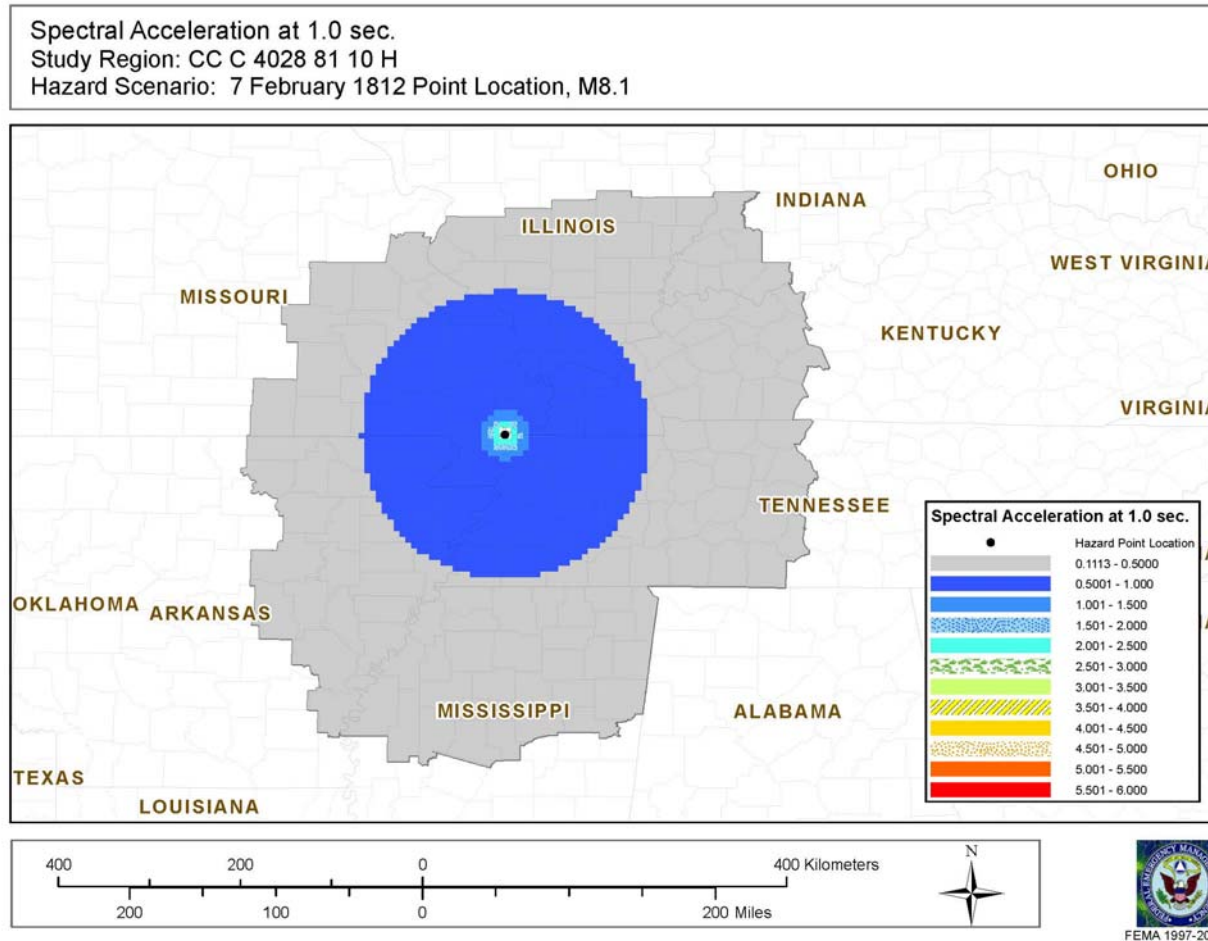 Spectral Acceleration at 1.0 sec.
Study Region: CC C 4028 81 10 H
Hazard Scenario: 7 February 1812 Point Location, M8.1
OHIO
INDIANA
ILLINOIS
WEST VIRGINIA
MISSOURI
KENTUCKY
VIRGINIA
TENNESSEE
OKLAHOMA
ARKANSAS
MISSISSIPPI
ALABAMA
TEXAS
LOUISIANA
Spectral Acceleration at 1.0 sec.
Hazard Point Location
0.1113 - 0.5000
0.5001 - 1.000
1.001 - 1.500
1.501 - 2.000
2.001 - 2.500
2.501 - 3.000
3.001 - 3.500
3.501 - 4.000
4.001 - 4.500
4.501 - 5.000
5.001 - 5.500
5.501 - 6.000
400 200 0 400 Kilometers
200 100 0 200 Miles
N
FEMA 1997-20